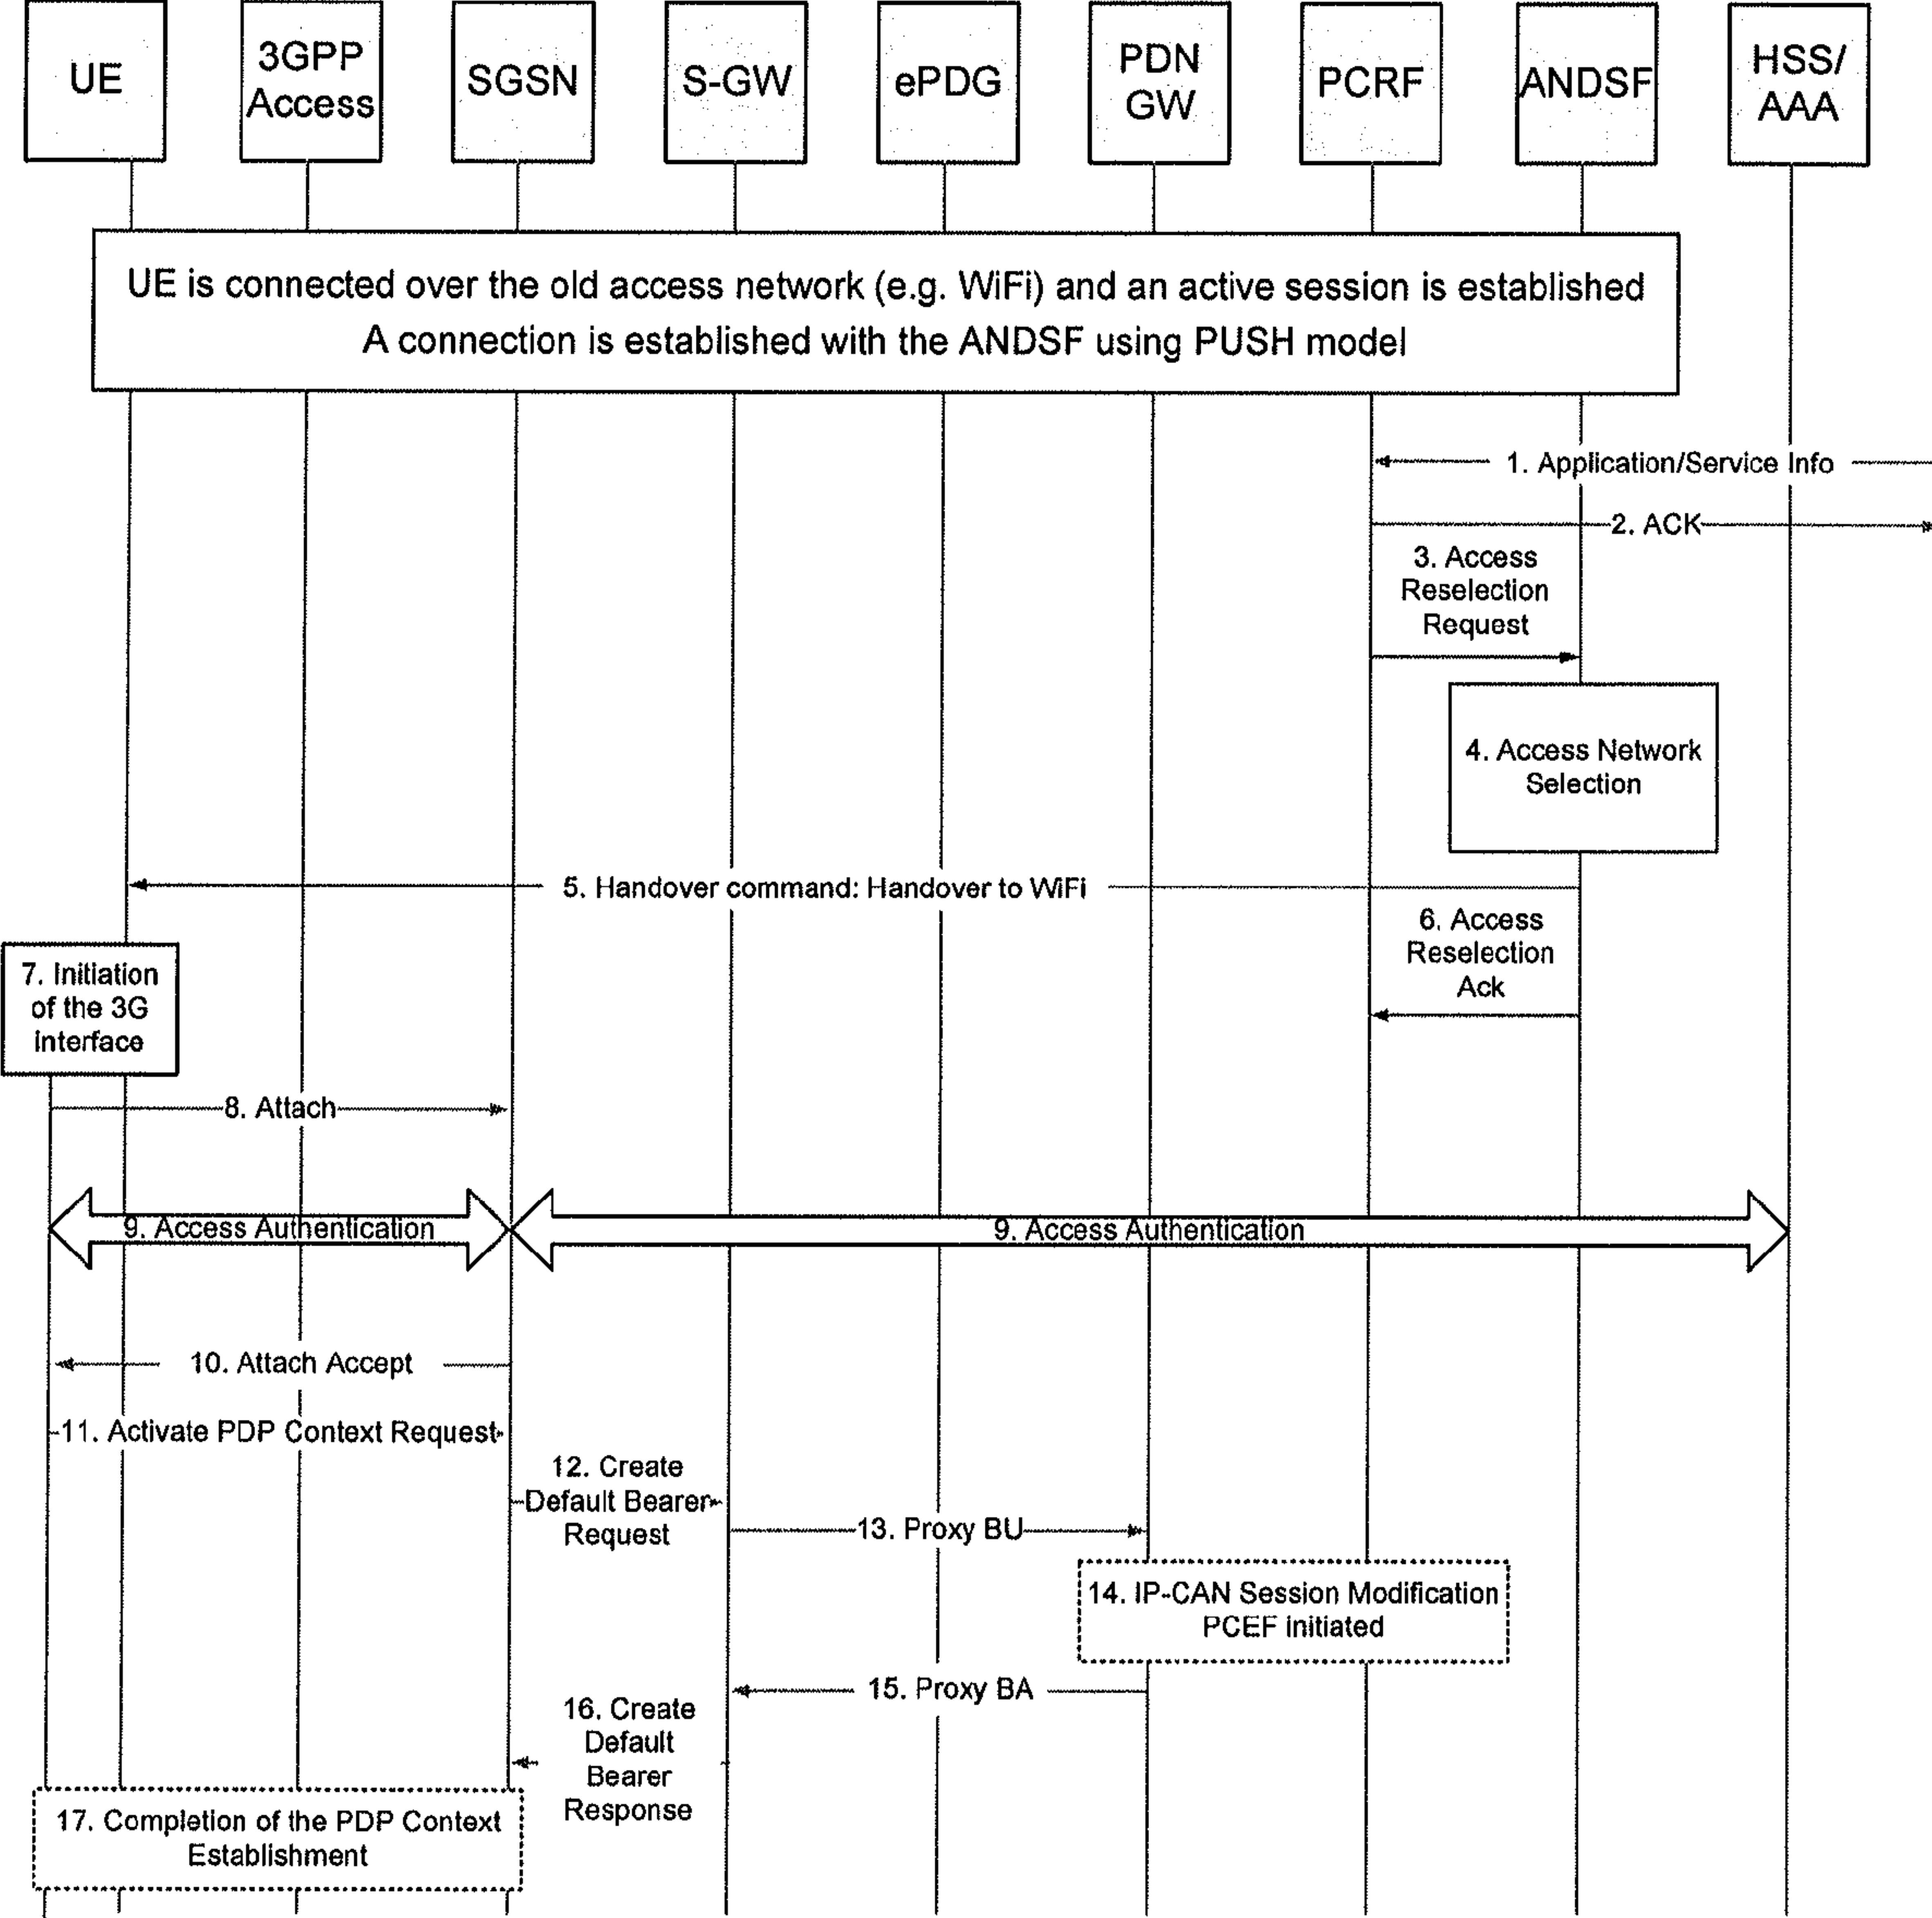 UE
3GPP
Access
SGSN
S-GW
ePDG
PDN
GW
PCRF
ANDSF
HSS/
AAA
UE is connected over the old access network (e.g. WiFi) and an active session is established
A connection is established with the ANDSF using PUSH model
1. Application/Service Info
2. ACK
3. Access
Reselection
Request
4. Access Network
Selection
5. Handover command: Handover to WiFi
6. Access
Reselection
Ack
7. Initiation
of the 3G
interface
8. Attach
9. Access Authentication
9. Access Authentication
10. Attach Accept
11. Activate PDP Context Request
12. Create
Default Bearer
Request
13. Proxy BU
14. IP-CAN Session Modification
PCEF initiated
15. Proxy BA
16. Create
Default
Bearer
Response
17. Completion of the PDP Context
Establishment